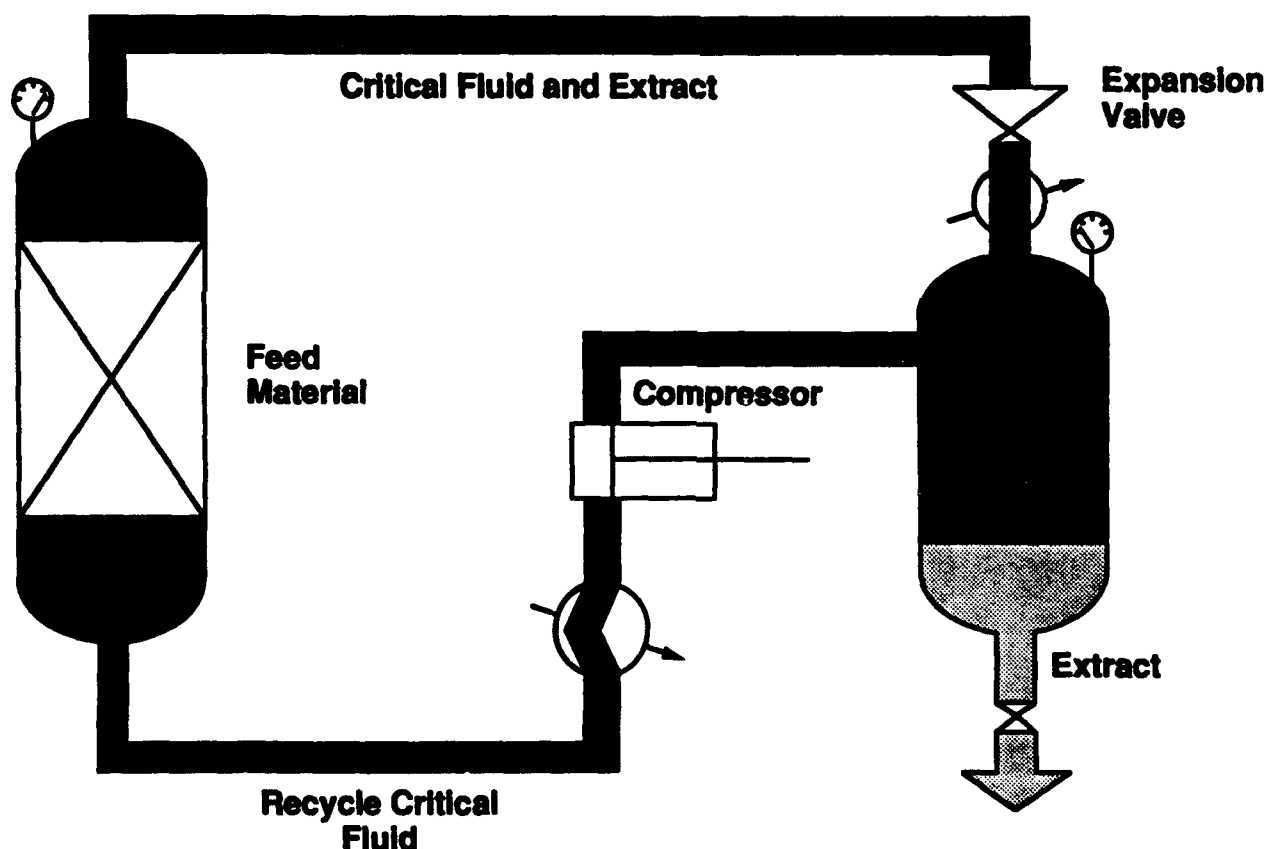 Critical Fluid and Extract
Expansion
Valve
Feed
Material
Compressor
Extract
Recycle Critical
Fluid